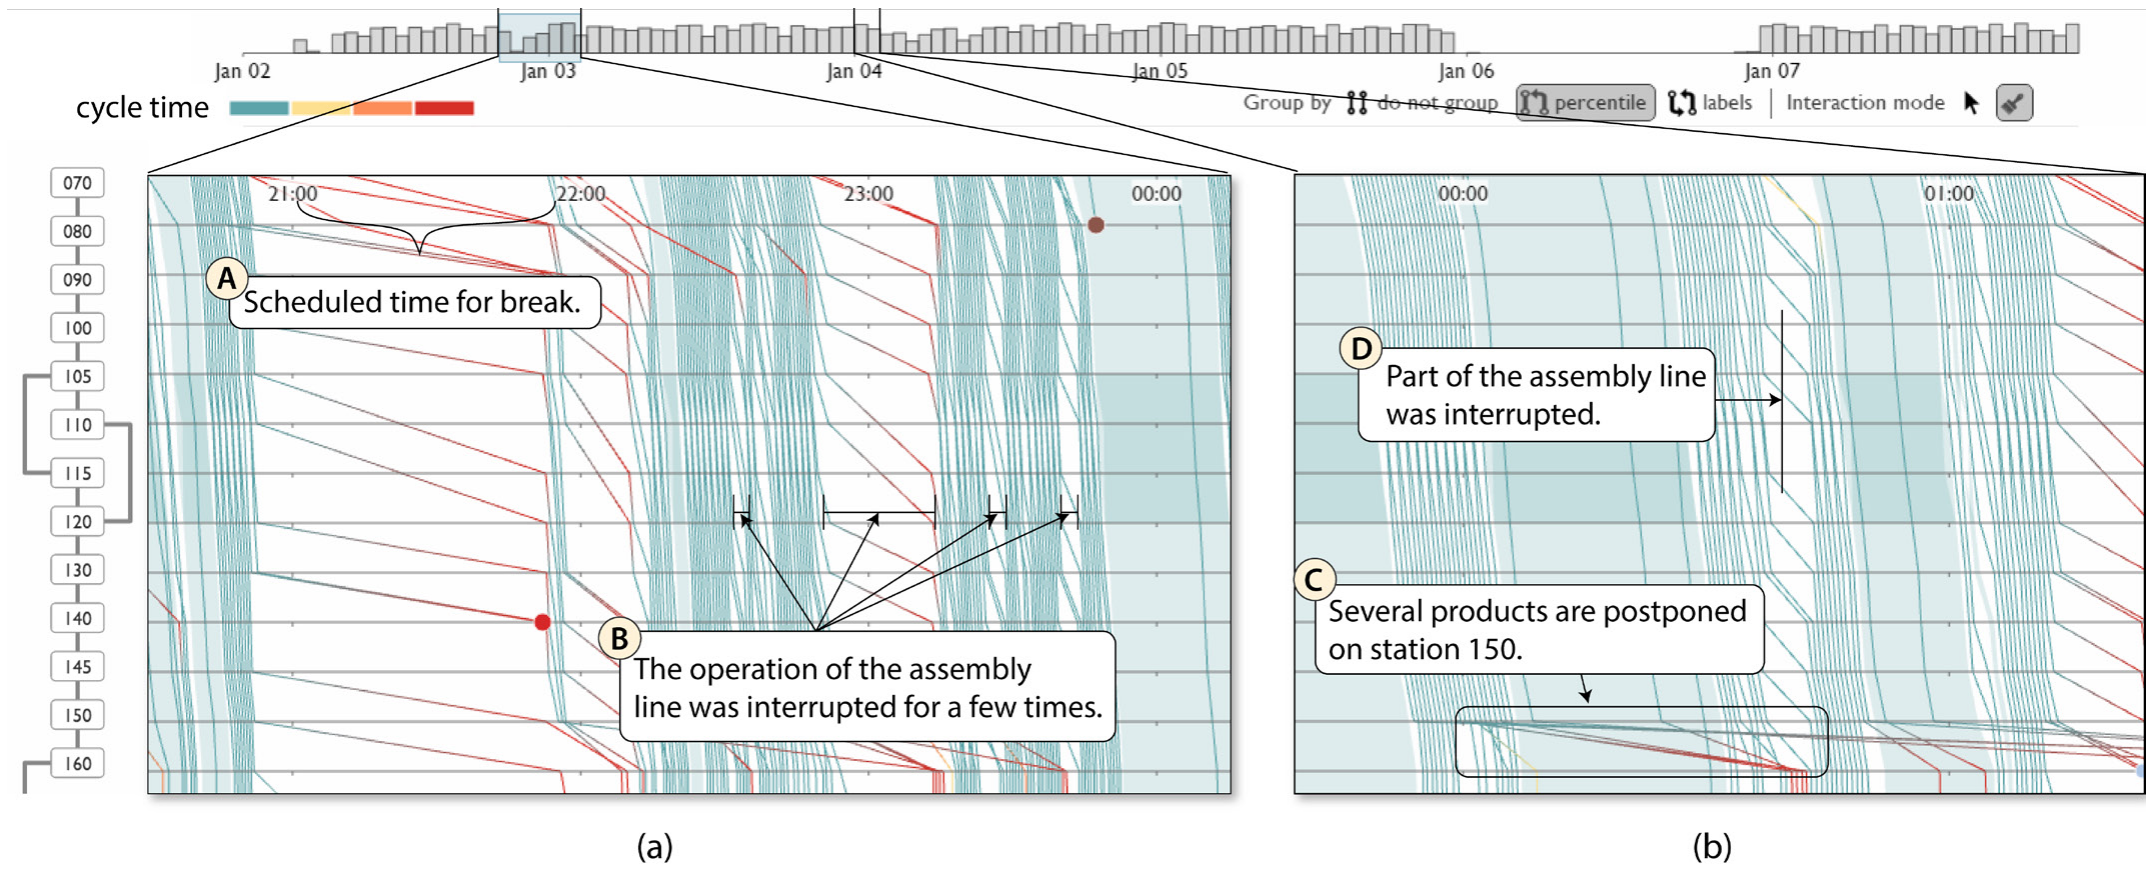 Jan 02
Jan 03
Jan 04
Jan 05
Jan 06
Jan 07
cycle time
Group by do not group percentile labels Interaction mode
070
080
090
100
105
110
115
120
130
140
145
150
160
21:00
22:00
23:00
00:00
A
Scheduled time for break.
B
The operation of the assembly
line was interrupted for a few times.
(a)
00:00
01:00
D
Part of the assembly line
was interrupted.
C
Several products are postponed
on station 150.
(b)